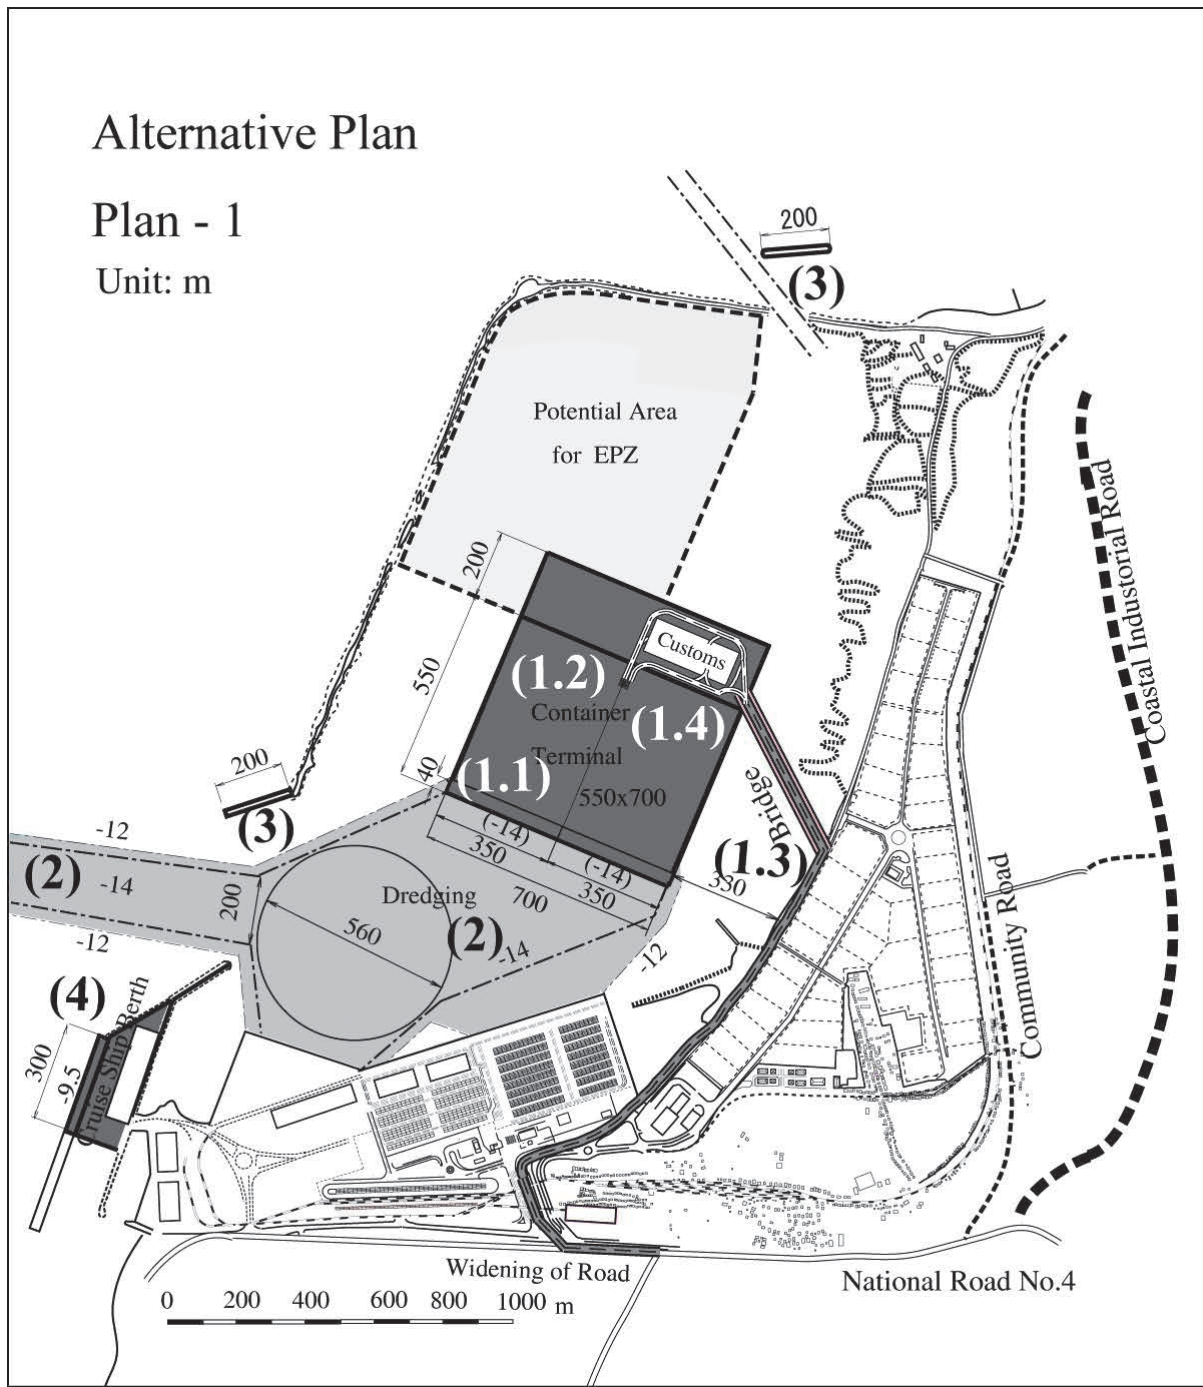 Alternative Plan
Plan - 1
Unit: m
200
(3)
Potential Area
for EPZ
Coastal Industorial Road
200
550
Customs
(1.2)
Container
(1.4)
Terminal
(1.1)
40
550x700
Bridge
(1.3)
200
(3)
-12
(2)
-14
-12
200
(-14)
350
(-14)
350
700
350
Dredging
(2)
560
-14
-12
Community Road
(4)
Cruise Ship Berth
300
-9.5
Widening of Road
National Road No.4
0 200 400 600 800 1000 m